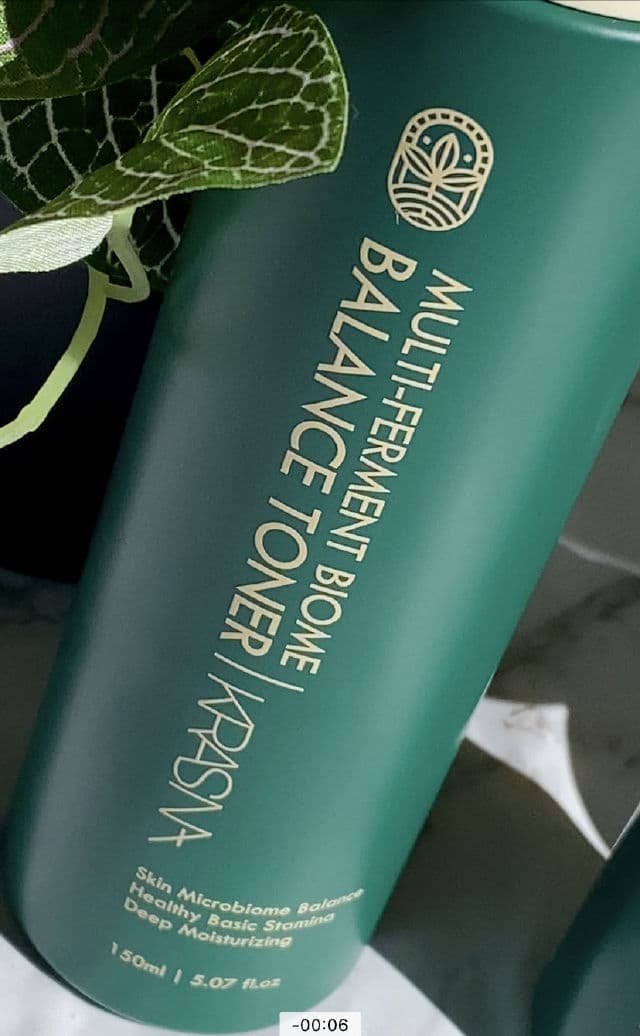 MULTI-FERMENT BIOME
BALANCE TONER
KRASNA
Skin Microbiome Balance
Healthy Basic Stamina
Deep Moisturizing
150ml | 5.07 fl.oz
-00:06